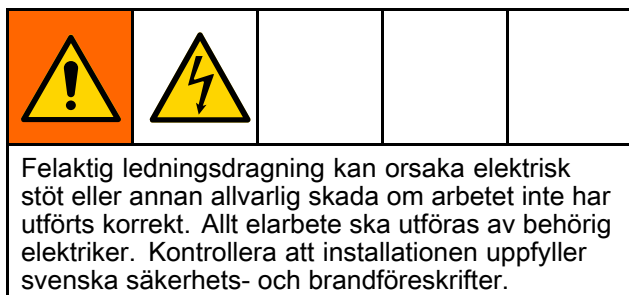 Felaktig ledningsdragning kan orsaka elektrisk
stöt eller annan allvarlig skada om arbetet inte har
utförts korrekt. Allt elarbete ska utföras av behörig
elektriker. Kontrollera att installationen uppfyller
svenska säkerhets- och brandföreskrifter.